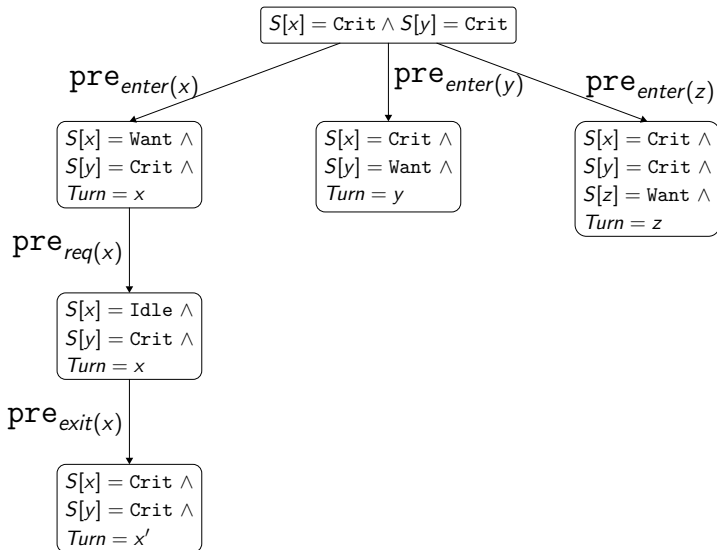 S[x] = Crit ∧ S[y] = Crit
pre_enter(x)
pre_enter(y)
pre_enter(z)
S[x] = Want ∧
S[y] = Crit ∧
Turn = x
S[x] = Crit ∧
S[y] = Want ∧
Turn = y
S[x] = Crit ∧
S[y] = Crit ∧
S[z] = Want ∧
Turn = z
pre_req(x)
S[x] = Idle ∧
S[y] = Crit ∧
Turn = x
pre_exit(x)
S[x] = Crit ∧
S[y] = Crit ∧
Turn = x′